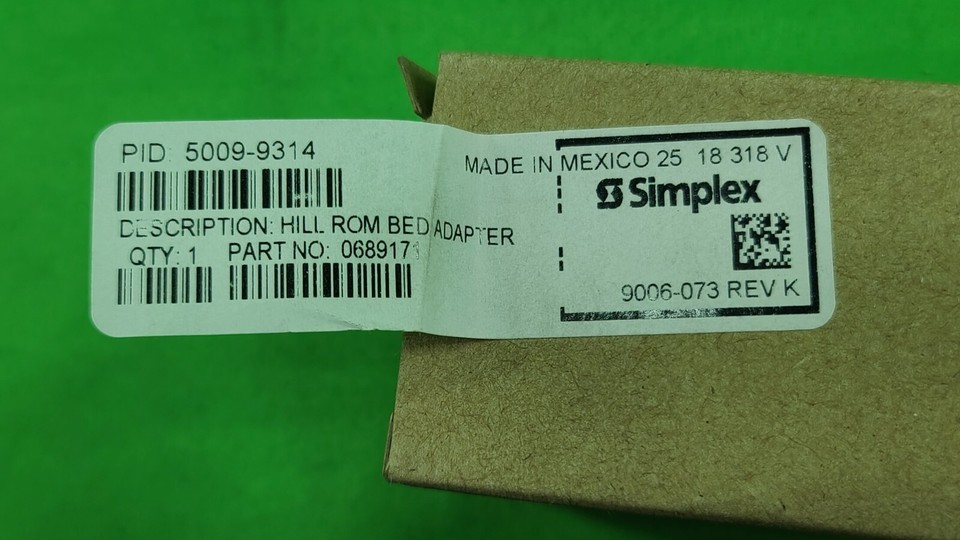 PID: 5009-9314
DESCRIPTION: HILL ROM BED ADAPTER
QTY: 1 PART NO: 0689171
MADE IN MEXICO 25 18 318 V
Simplex
9006-073 REV K